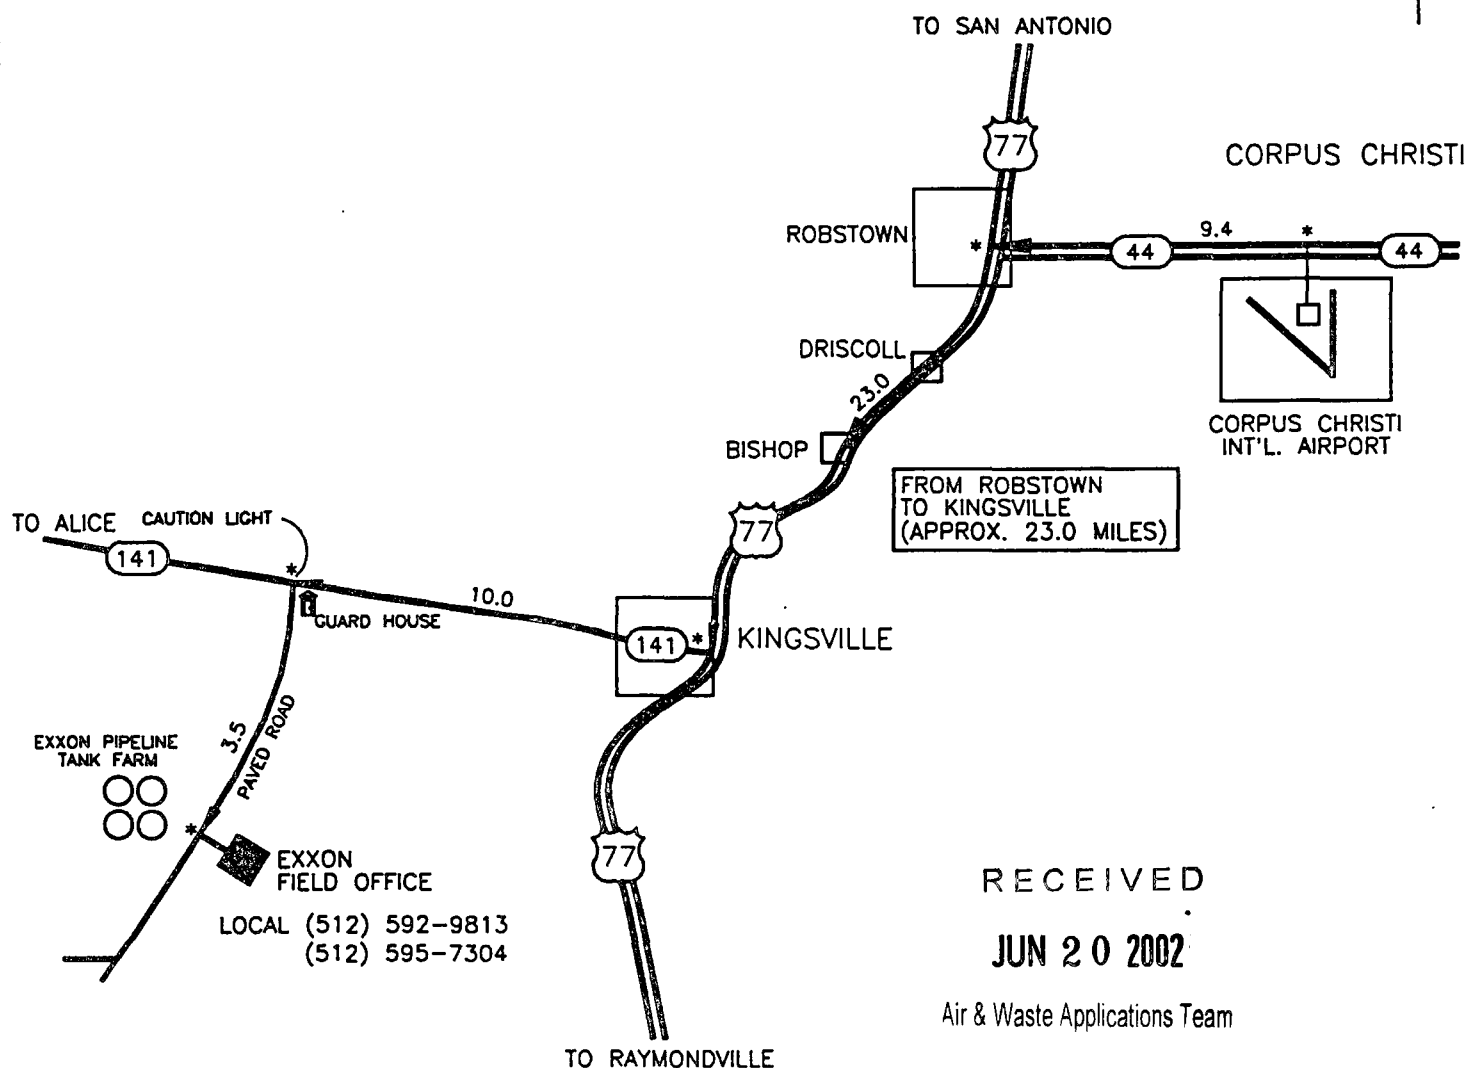 TO SAN ANTONIO
77
CORPUS CHRISTI
ROBSTOWN
*
44
9.4
*
44
DRISCOLL
23.0
CORPUS CHRISTI
INT'L. AIRPORT
BISHOP
FROM ROBSTOWN
TO KINGSVILLE
(APPROX. 23.0 MILES)
77
TO ALICE
CAUTION LIGHT
141
*
GUARD HOUSE
10.0
141
*
KINGSVILLE
3.5
PAVED ROAD
EXXON PIPELINE
TANK FARM
*
EXXON
FIELD OFFICE
LOCAL (512) 592-9813
(512) 595-7304
77
RECEIVED
JUN 20 2002
Air & Waste Applications Team
TO RAYMONDVILLE